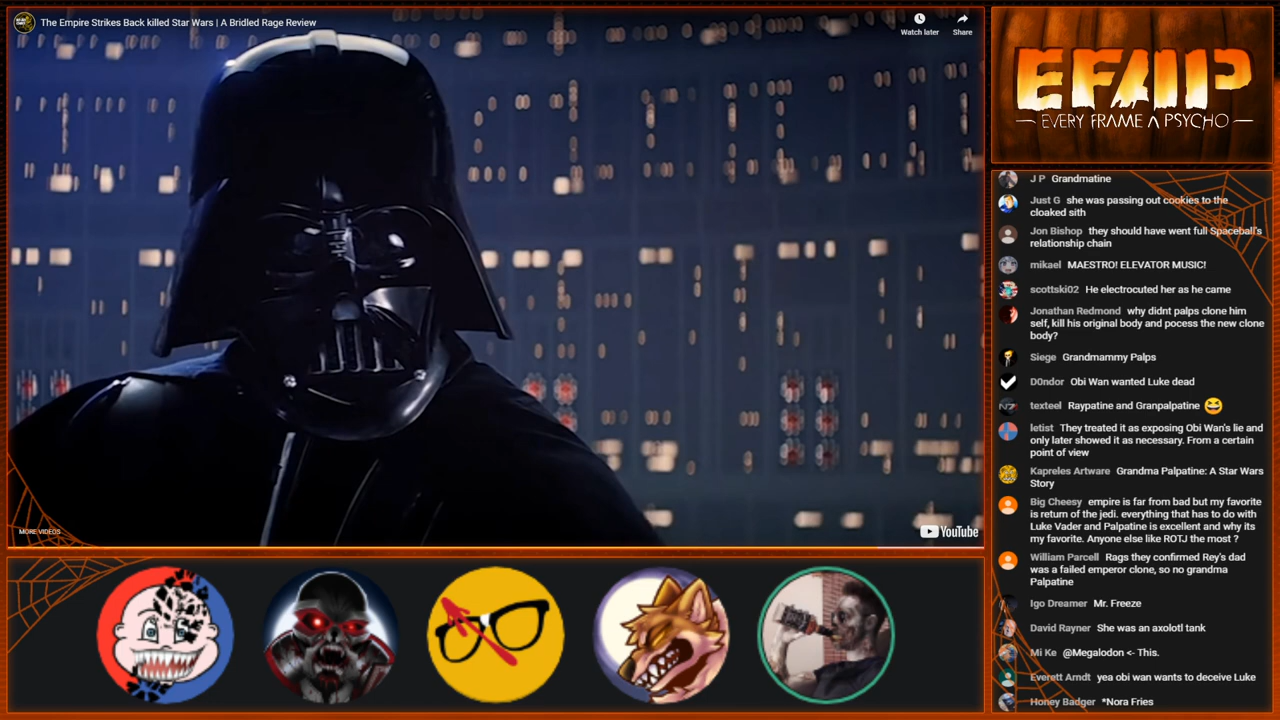 The Empire Strikes Back killed Star Wars | A Bridled Rage Review
Watch later
Share
MORE VIDEOS
YouTube
EFAP
EVERY FRAME A PSYCHO
J P Grandmatine
Just G she was passing out cookies to the
cloaked sith
Jon Bishop they should have went full Spaceball's
relationship chain
mikael MAESTRO! ELEVATOR MUSIC!
scottski02 He electrocuted her as he came
Jonathan Redmond why didnt palps clone him
self, kill his original body and pocess the new clone
body?
Siege Grandmammy Palps
D0ndor Obi Wan wanted Luke dead
texteel Raypatine and Granpalpatine 😆
letist They treated it as exposing Obi Wan's lie and
only later showed it as necessary. From a certain
point of view
Kapreles Artware Grandma Palpatine: A Star Wars
Story
Big Cheesy empire is far from bad but my favorite
is return of the jedi. everything that has to do with
Luke Vader and Palpatine is excellent and why its
my favorite. Anyone else like ROTJ the most ?
William Parcell Rags they confirmed Rey's dad
was a failed emperor clone, so no grandma
Palpatine
Igo Dreamer Mr. Freeze
David Rayner She was an axolotl tank
Mi Ke @Megalodon <- This.
Everett Arndt yea obi wan wants to deceive Luke
Honey Badger *Nora Fries